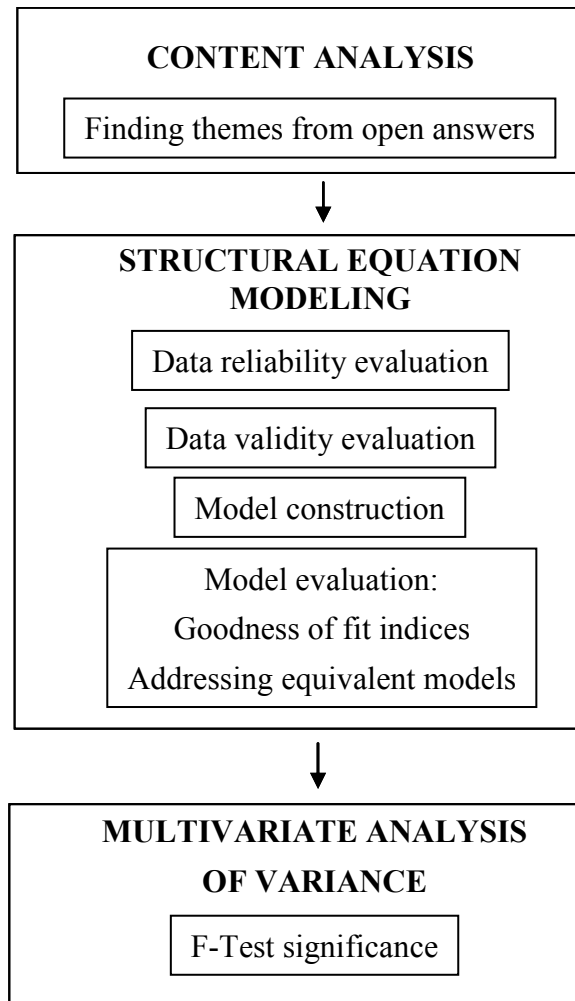 CONTENT ANALYSIS
Finding themes from open answers
STRUCTURAL EQUATION
MODELING
Data reliability evaluation
Data validity evaluation
Model construction
Model evaluation:
Goodness of fit indices
Addressing equivalent models
MULTIVARIATE ANALYSIS
OF VARIANCE
F-Test significance